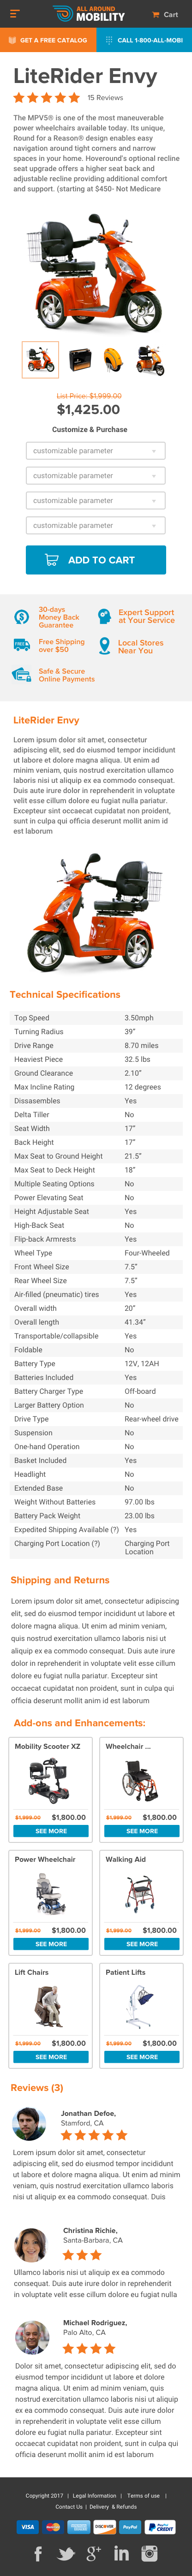 ALL AROUND
MOBILITY
Cart
GET A FREE CATALOG
CALL 1-800-ALL-MOBI
LiteRider Envy
15 Reviews
The MPV5® is one of the most maneuverable
power wheelchairs available today. Its unique,
Round for a Reason® design enables easy
navigation around tight corners and narrow
spaces in your home. Hoveround's optional recline
seat upgrade offers a higher seat back and
adjustable recline providing additional comfort
and support. (starting at $450- Not Medicare
List Price: $1,999.00
$1,425.00
Customize & Purchase
customizable parameter
customizable parameter
customizable parameter
customizable parameter
ADD TO CART
30-days
Money Back
Guarantee
Expert Support
at Your Service
Free Shipping
over $50
Local Stores
Near You
Safe & Secure
Online Payments
LiteRider Envy
Lorem ipsum dolor sit amet, consectetur
adipiscing elit, sed do eiusmod tempor incididunt
ut labore et dolore magna aliqua. Ut enim ad
minim veniam, quis nostrud exercitation ullamco
laboris nisi ut aliquip ex ea commodo consequat.
Duis aute irure dolor in reprehenderit in voluptate
velit esse cillum dolore eu fugiat nulla pariatur.
Excepteur sint occaecat cupidatat non proident,
sunt in culpa qui officia deserunt mollit anim id
est laborum
Technical Specifications
Top Speed 3.50mph
Turning Radius 39”
Drive Range 8.70 miles
Heaviest Piece 32.5 lbs
Ground Clearance 2.10”
Max Incline Rating 12 degrees
Dissasembles Yes
Delta Tiller No
Seat Width 17”
Back Height 17”
Max Seat to Ground Height 21.5”
Max Seat to Deck Height 18”
Multiple Seating Options No
Power Elevating Seat No
Height Adjustable Seat Yes
High-Back Seat No
Flip-back Armrests Yes
Wheel Type Four-Wheeled
Front Wheel Size 7.5”
Rear Wheel Size 7.5”
Air-filled (pneumatic) tires Yes
Overall width 20”
Overall length 41.34”
Transportable/collapsible Yes
Foldable No
Battery Type 12V, 12AH
Batteries Included Yes
Battery Charger Type Off-board
Larger Battery Option No
Drive Type Rear-wheel drive
Suspension No
One-hand Operation No
Basket Included Yes
Headlight No
Extended Base No
Weight Without Batteries 97.00 lbs
Battery Pack Weight 23.00 lbs
Expedited Shipping Available (?) Yes
Charging Port Location (?) Charging Port
Location
Shipping and Returns
Lorem ipsum dolor sit amet, consectetur adipiscing
elit, sed do eiusmod tempor incididunt ut labore et
dolore magna aliqua. Ut enim ad minim veniam,
quis nostrud exercitation ullamco laboris nisi ut
aliquip ex ea commodo consequat. Duis aute irure
dolor in reprehenderit in voluptate velit esse cillum
dolore eu fugiat nulla pariatur. Excepteur sint
occaecat cupidatat non proident, sunt in culpa qui
officia deserunt mollit anim id est laborum
Add-ons and Enhancements:
Mobility Scooter XZ
Wheelchair ...
$1,999.00 $1,800.00
$1,999.00 $1,800.00
SEE MORE
SEE MORE
Power Wheelchair
Walking Aid
$1,999.00 $1,800.00
$1,999.00 $1,800.00
SEE MORE
SEE MORE
Lift Chairs
Patient Lifts
$1,999.00 $1,800.00
$1,999.00 $1,800.00
SEE MORE
SEE MORE
Reviews (3)
Jonathan Defoe,
Stamford, CA
Lorem ipsum dolor sit amet, consectetur
adipiscing elit, sed do eiusmod tempor incididunt
ut labore et dolore magna aliqua. Ut enim ad minim
veniam, quis nostrud exercitation ullamco laboris
nisi ut aliquip ex ea commodo consequat. Duis
Christina Richie,
Santa-Barbara, CA
Ullamco laboris nisi ut aliquip ex ea commodo
consequat. Duis aute irure dolor in reprehenderit
in voluptate velit esse cillum dolore eu fugiat nulla
Michael Rodriguez,
Palo Alto, CA
Dolor sit amet, consectetur adipiscing elit, sed do
eiusmod tempor incididunt ut labore et dolore
magna aliqua. Ut enim ad minim veniam, quis
nostrud exercitation ullamco laboris nisi ut aliquip
ex ea commodo consequat. Duis aute irure dolor
in reprehenderit in voluptate velit esse cillum
dolore eu fugiat nulla pariatur. Excepteur sint
occaecat cupidatat non proident, sunt in culpa qui
officia deserunt mollit anim id est laborum
Copyright 2017 | Legal Information | Terms of use |
Contact Us | Delivery & Refunds
VISA
DISCOVER
PayPal
PayPal
CREDIT